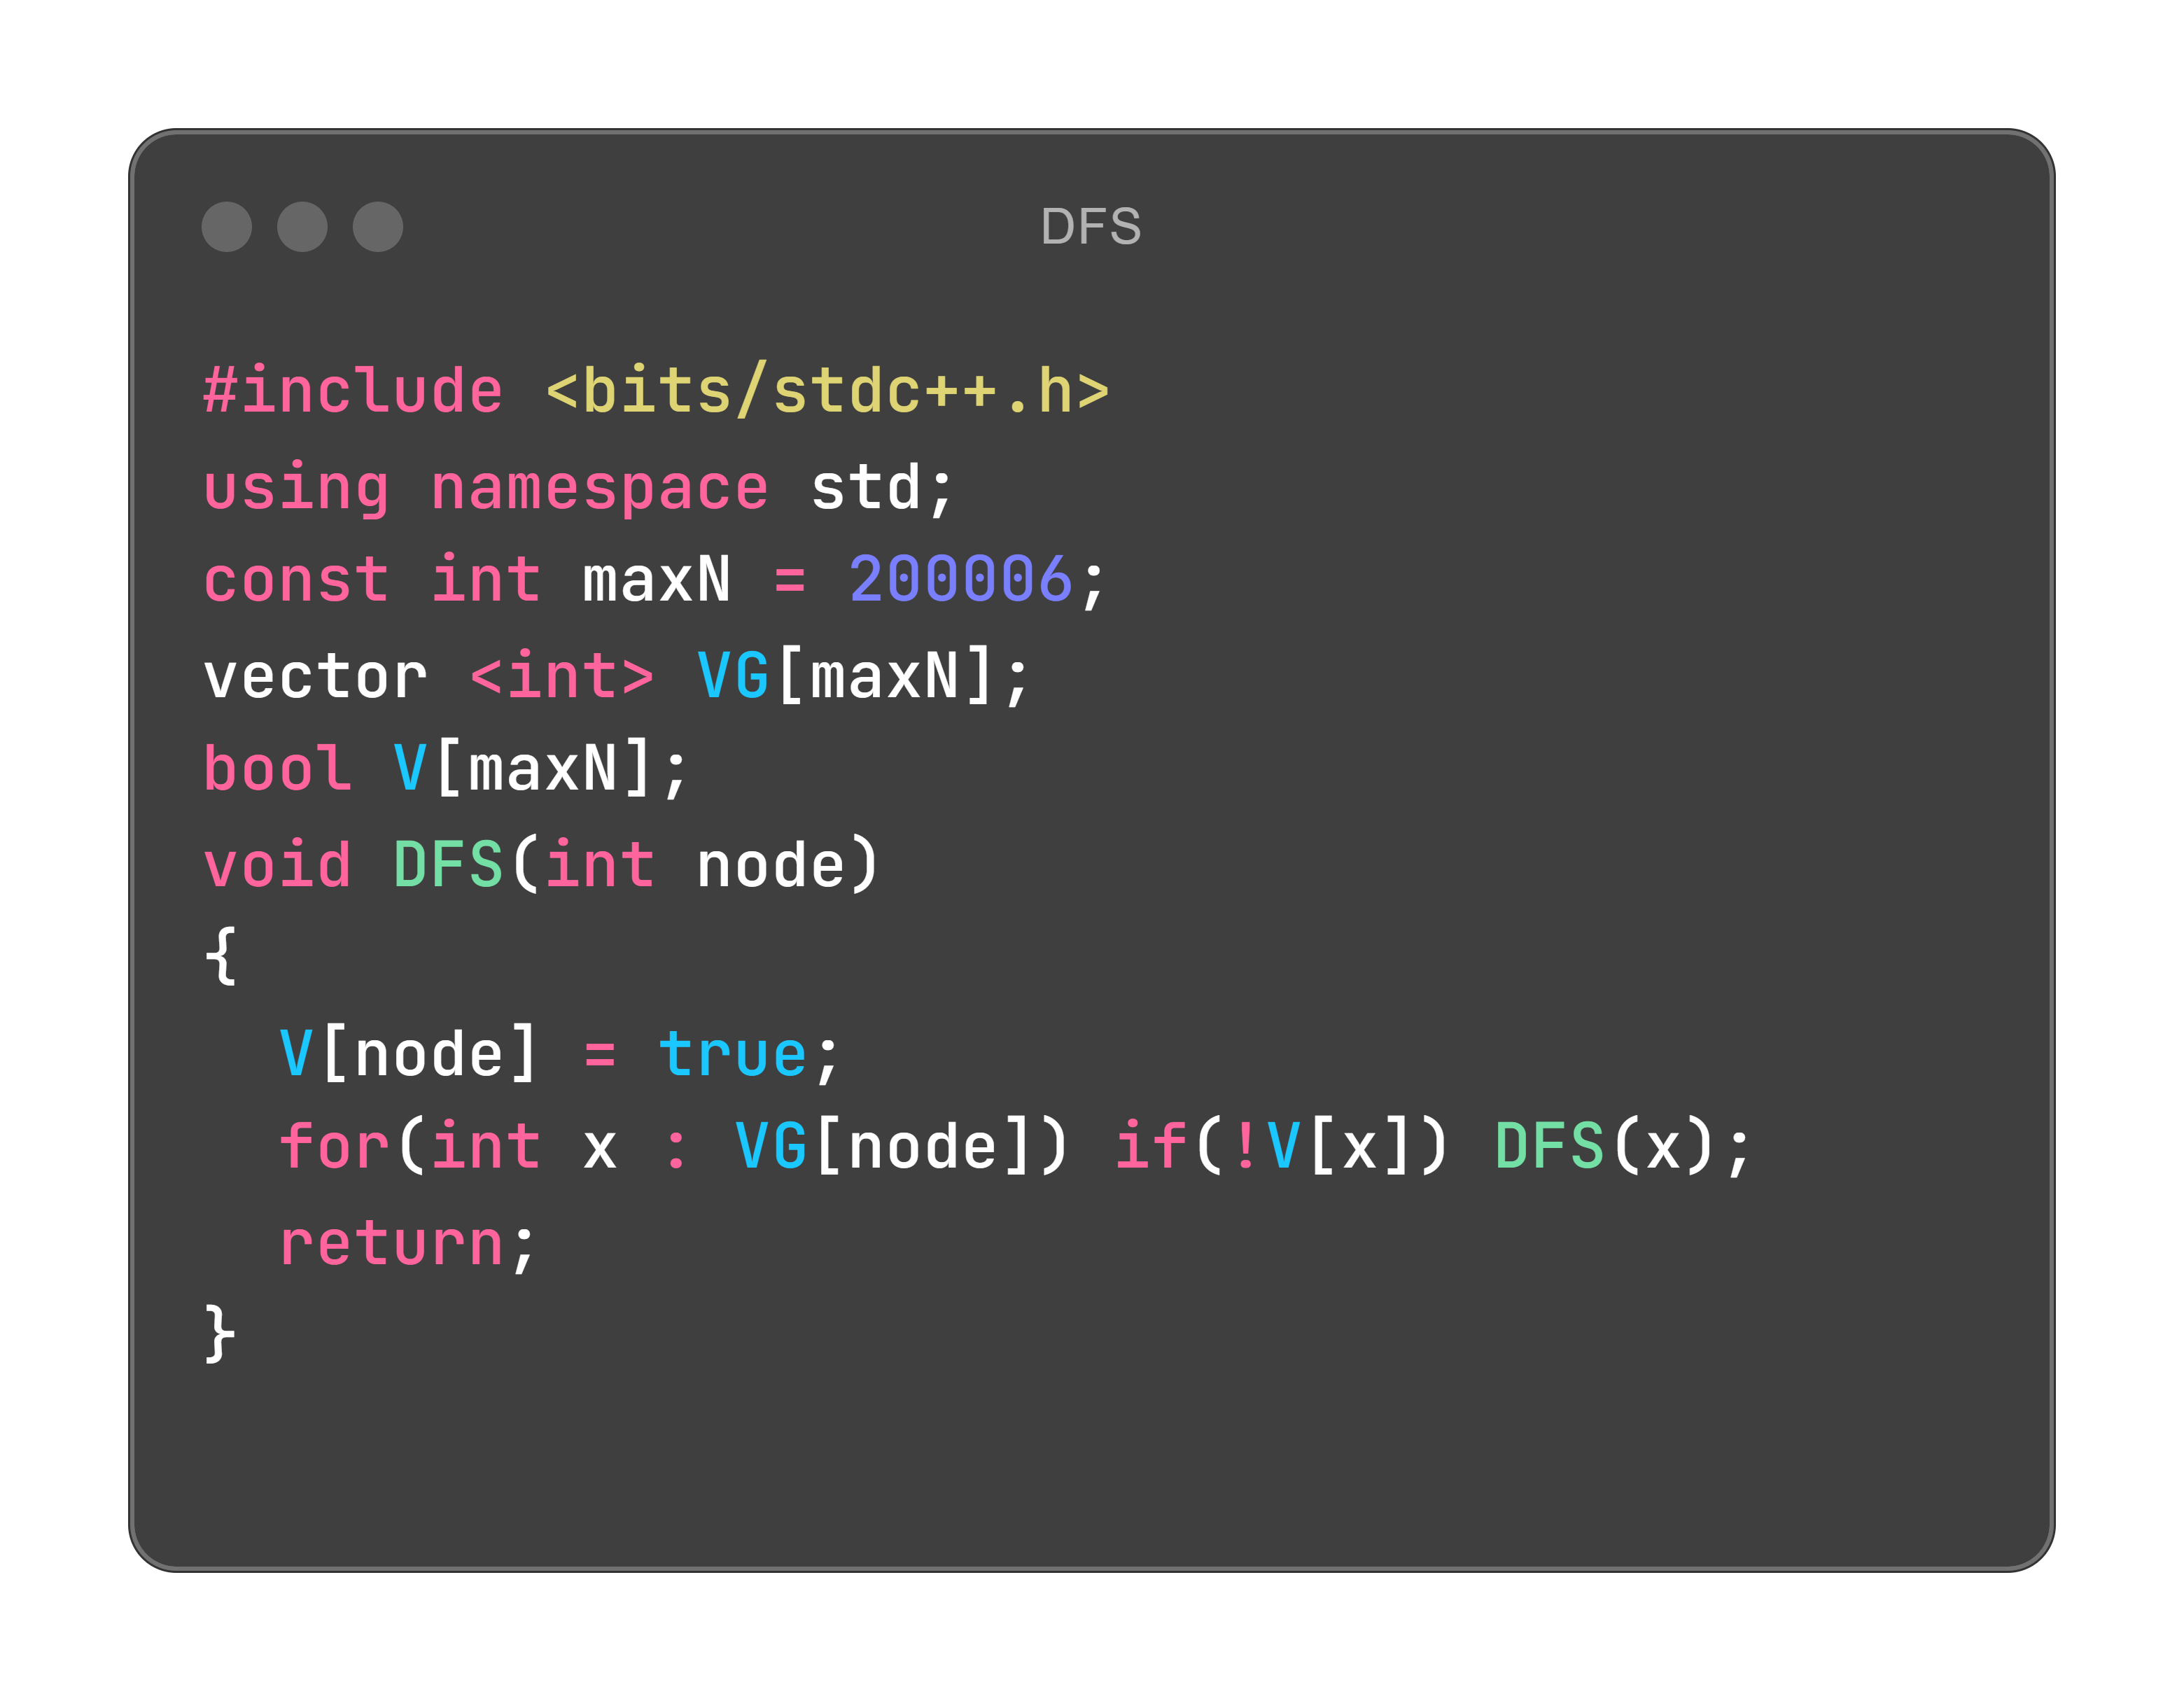 DFS
#include <bits/stdc++.h>
using namespace std;
const int maxN = 200006;
vector <int> VG[maxN];
bool V[maxN];
void DFS(int node)
{
  V[node] = true;
  for(int x : VG[node]) if(!V[x]) DFS(x);
  return;
}